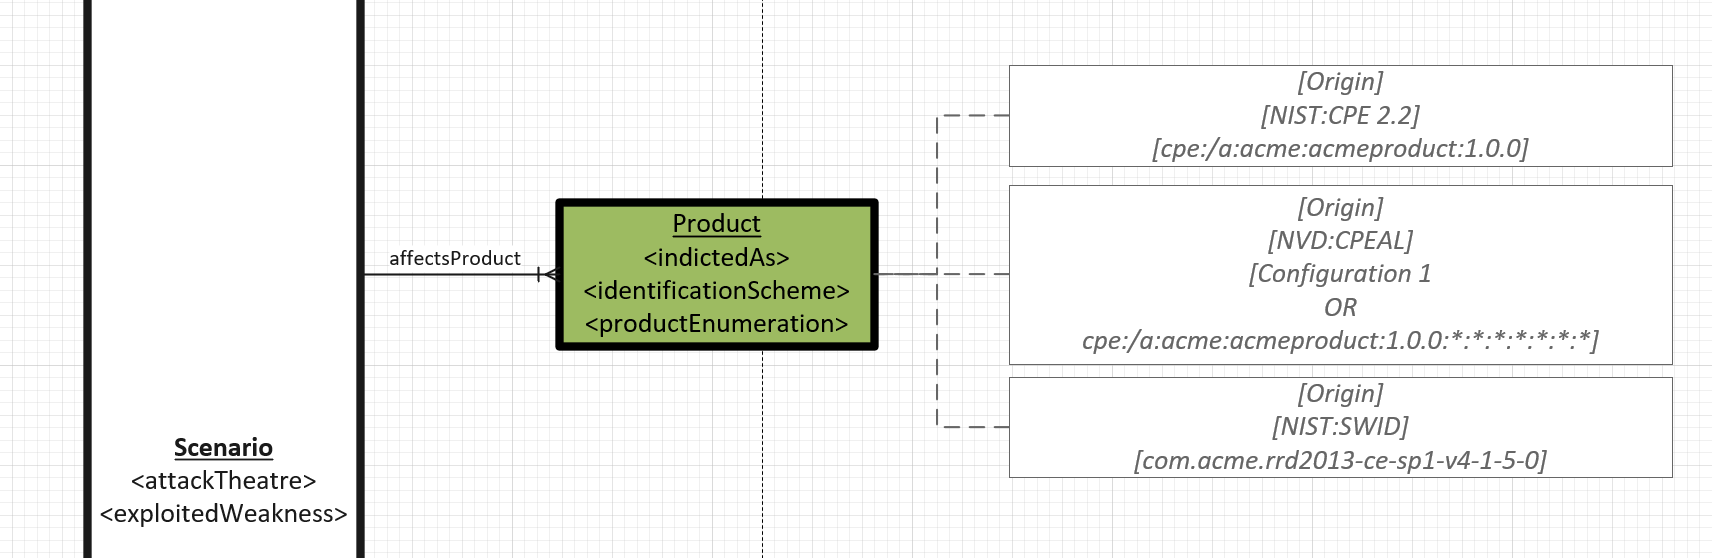 Scenario
<attackTheatre>
<exploitedWeakness>
affectsProduct
Product
<indictedAs>
<identificationScheme>
<productEnumeration>
[Origin]
[NIST:CPE 2.2]
[cpe:/a:acme:acmeproduct:1.0.0]
[Origin]
[NVD:CPEAL]
[Configuration 1
OR
cpe:/a:acme:acmeproduct:1.0.0:*:*:*:*:*:*:*]
[Origin]
[NIST:SWID]
[com.acme.rrd2013-ce-sp1-v4-1-5-0]